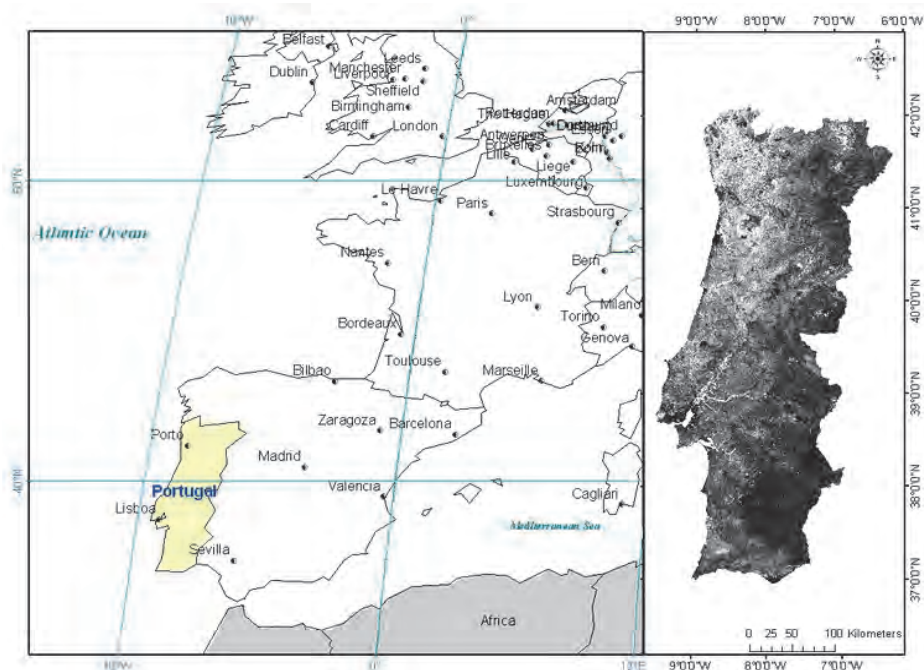 10°W
0°
9°0'0"W 8°0'0"W 7°0'0"W 6°0'0"W
Belfast
Leeds
Manchester
Liverpool
Dublin
Sheffield
Birmingham
Amsterdam
Cardiff
London
Dortmund
Antwerpen
Bruxelles
Koln
Lille
Liege
Luxembourg
50°N
Le Havre
Paris
Strasbourg
Atlantic Ocean
Nantes
Bern
Lyon
Milano
Torino
Bordeaux
Genova
Toulouse
Bilbao
Marseille
Zaragoza
Barcelona
Porto
Madrid
40°N
Portugal
Valencia
Cagliari
Lisboa
Mediterranean Sea
Sevilla
Africa
10°W
0°
N
W
E
S
42°0'0"N
41°0'0"N
40°0'0"N
39°0'0"N
38°0'0"N
37°0'0"N
0 25 50 100 Kilometers
9°0'0"W 8°0'0"W 7°0'0"W